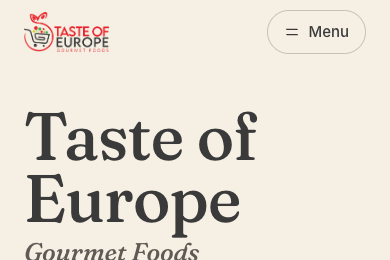 TASTE OF
EUROPE
GOURMET FOODS
Menu
Taste of
Europe
Gourmet Foods